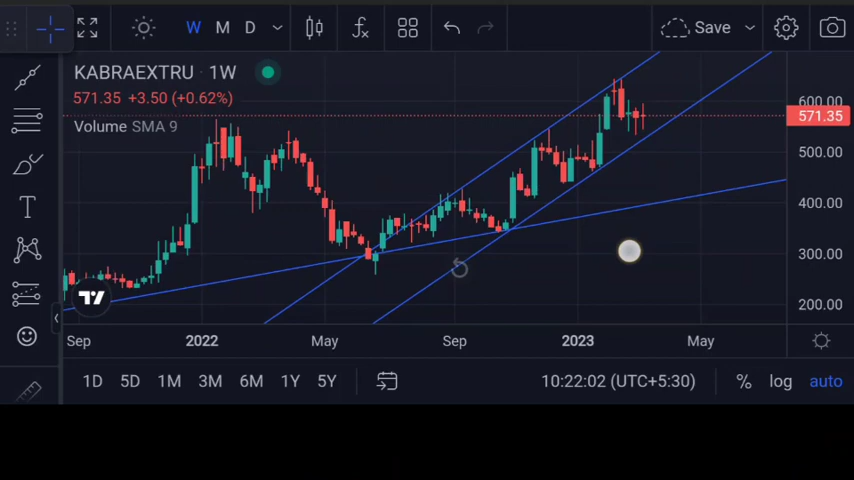 W M D Save
KABRAEXTRU · 1W
571.35 +3.50 (+0.62%)
Volume SMA 9
600.00
571.35
500.00
400.00
300.00
200.00
Sep 2022 May Sep 2023 May
1D 5D 1M 3M 6M 1Y 5Y 10:22:02 (UTC+5:30) % log auto